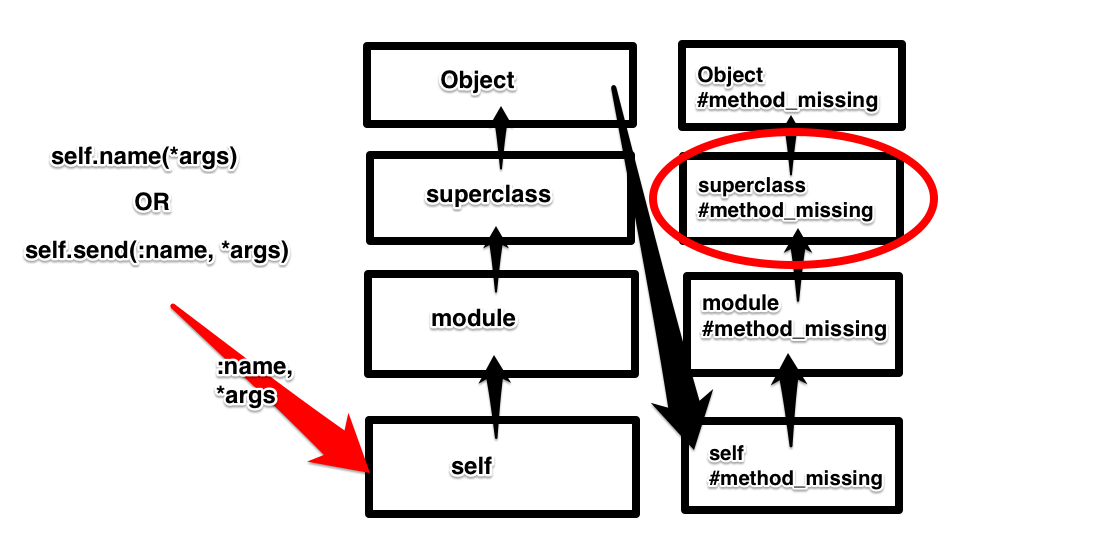 self.name(*args)
OR
self.send(:name, *args)
:name,
*args
Object
superclass
module
self
Object
#method_missing
superclass
#method_missing
module
#method_missing
self
#method_missing